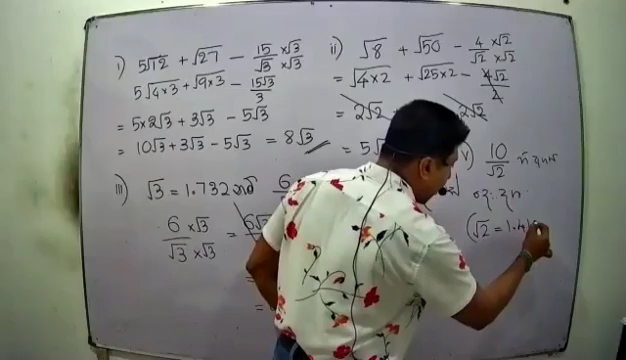 i) 5√12 + √27 − 15/√3 ×√3/×√3
5√4×3 + √9×3 − 15√3/3
= 5×2√3 + 3√3 − 5√3
= 10√3 + 3√3 − 5√3 = 8√3
ii) √8 + √50 − 4/√2 ×√2/×√2
= √4×2 + √25×2 − 4√2/2
= 2√2 2√2
= 5√
iii) √3 = 1.732 නම් 6
6/√3 ×√3/×√3 = 6√
v) 10/√2
(√2 = 1.41